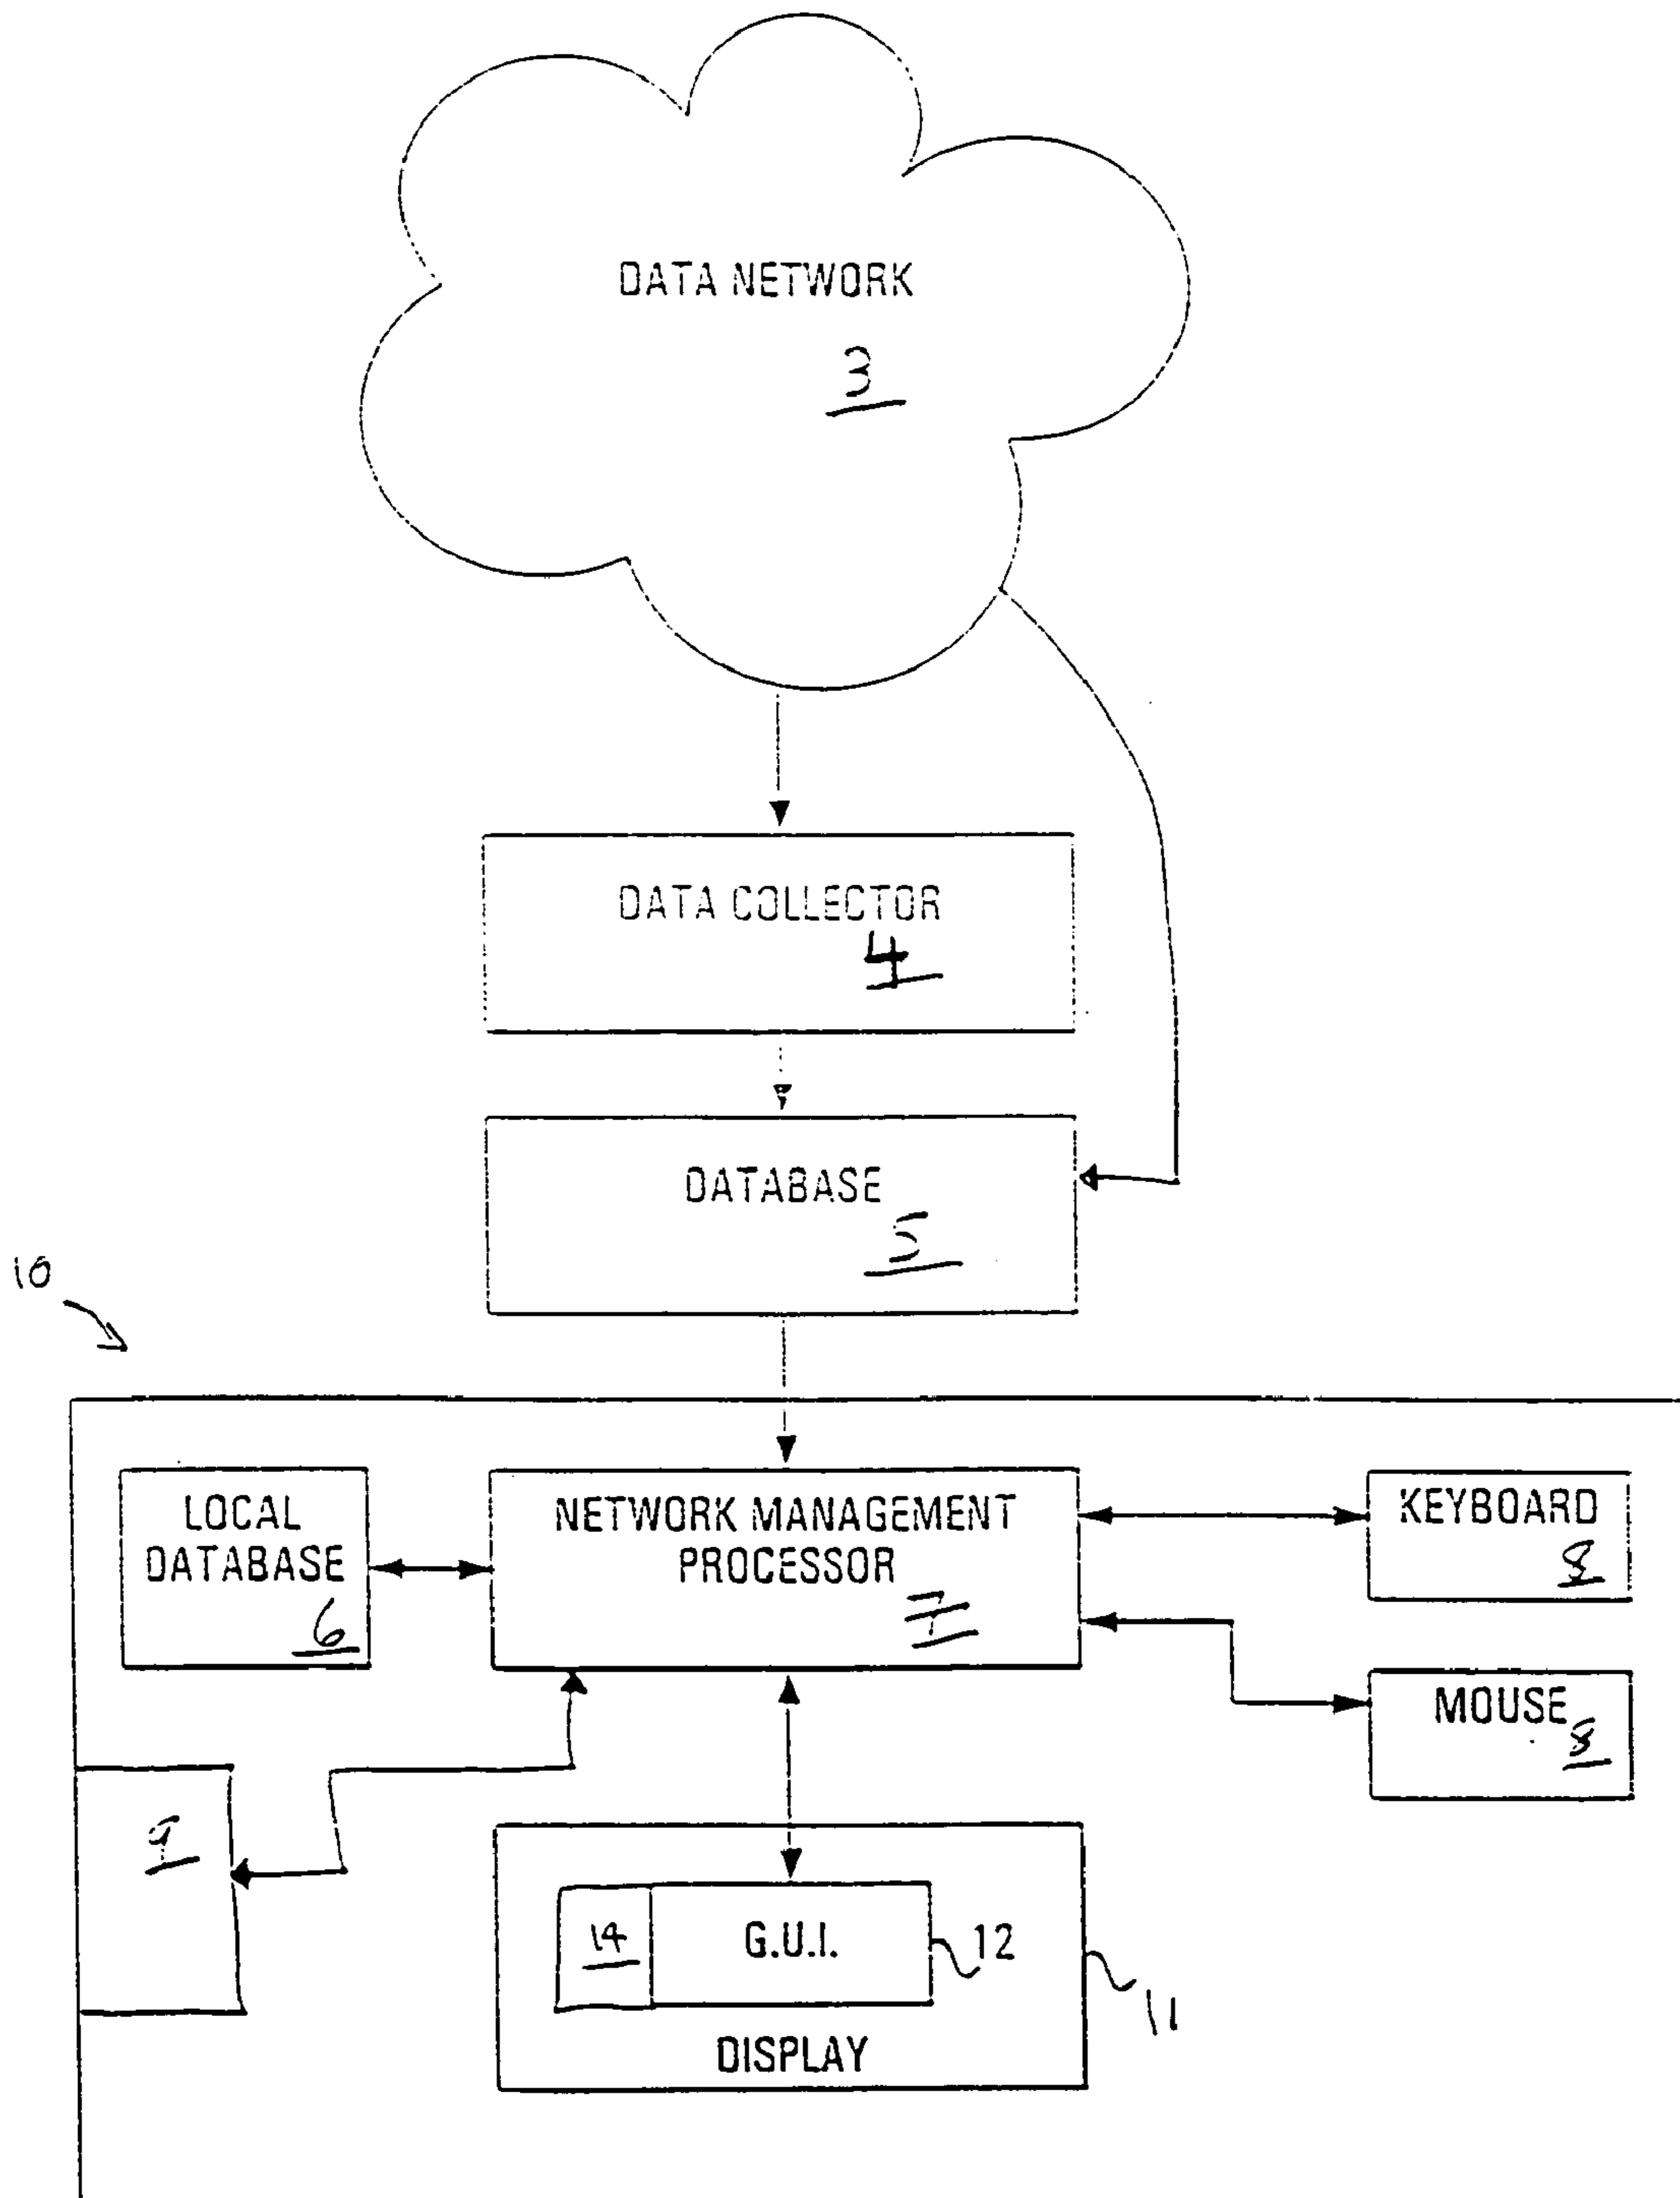 DATA NETWORK
3
DATA COLLECTOR
4
DATABASE
5
10
LOCAL
DATABASE
6
NETWORK MANAGEMENT
PROCESSOR
7
KEYBOARD
8
MOUSE
8
9
14
G.U.I.
12
DISPLAY
11